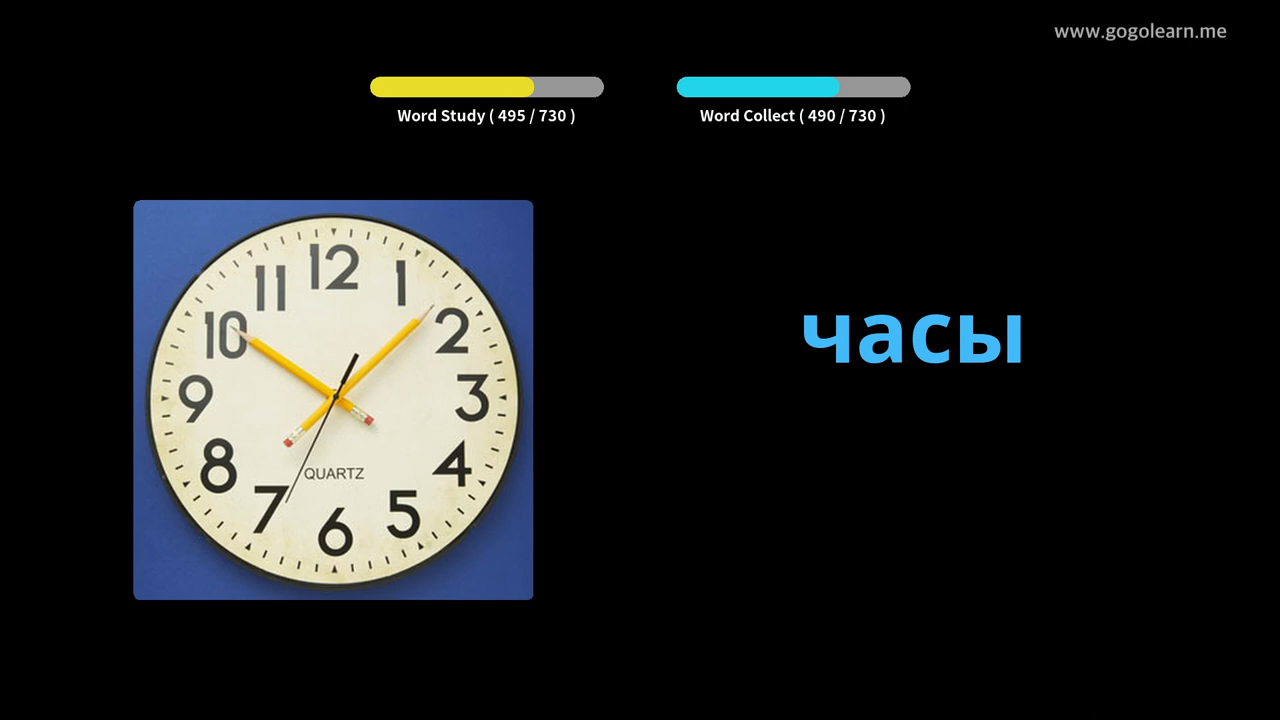 www.gogolearn.me
Word Study ( 495 / 730 )
Word Collect ( 490 / 730 )
12
11
1
10
2
9
3
8
4
QUARTZ
7
5
6
часы